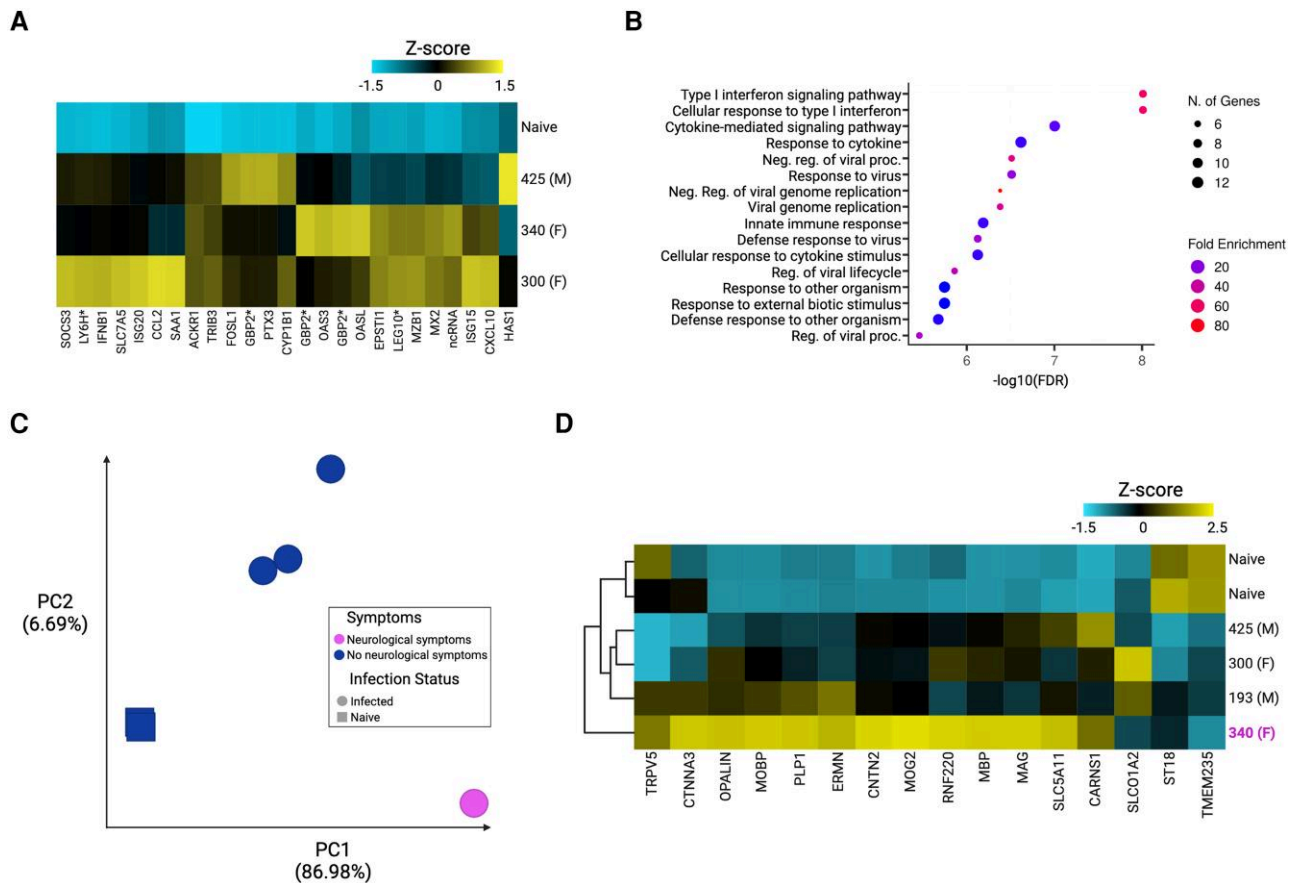 A
Z-score
-1.5 0 1.5
Naive
425 (M)
340 (F)
300 (F)
SOCS3
LY6H*
IFNB1
SLC7A5
ISG20
CCL2
SAA1
ACKR1
TRIB3
FOSL1
GBP2*
PTX3
CYP1B1
GBP2*
OAS3
GBP2*
OASL
EPSTI1
LEG10*
MZB1
MX2
ncRNA
ISG15
CXCL10
HAS1
B
Type I interferon signaling pathway
Cellular response to type I interferon
Cytokine-mediated signaling pathway
Response to cytokine
Neg. reg. of viral proc.
Response to virus
Neg. Reg. of viral genome replication
Viral genome replication
Innate immune response
Defense response to virus
Cellular response to cytokine stimulus
Reg. of viral lifecycle
Response to other organism
Response to external biotic stimulus
Defense response to other organism
Reg. of viral proc.
6 7 8
-log10(FDR)
N. of Genes
6
8
10
12
Fold Enrichment
20
40
60
80
C
PC2
(6.69%)
PC1
(86.98%)
Symptoms
Neurological symptoms
No neurological symptoms
Infection Status
Infected
Naive
D
Z-score
-1.5 0 2.5
Naive
Naive
425 (M)
300 (F)
193 (M)
340 (F)
TRPV5
CTNNA3
OPALIN
MOBP
PLP1
ERMN
CNTN2
MOG2
RNF220
MBP
MAG
SLC5A11
CARNS1
SLCO1A2
ST18
TMEM235